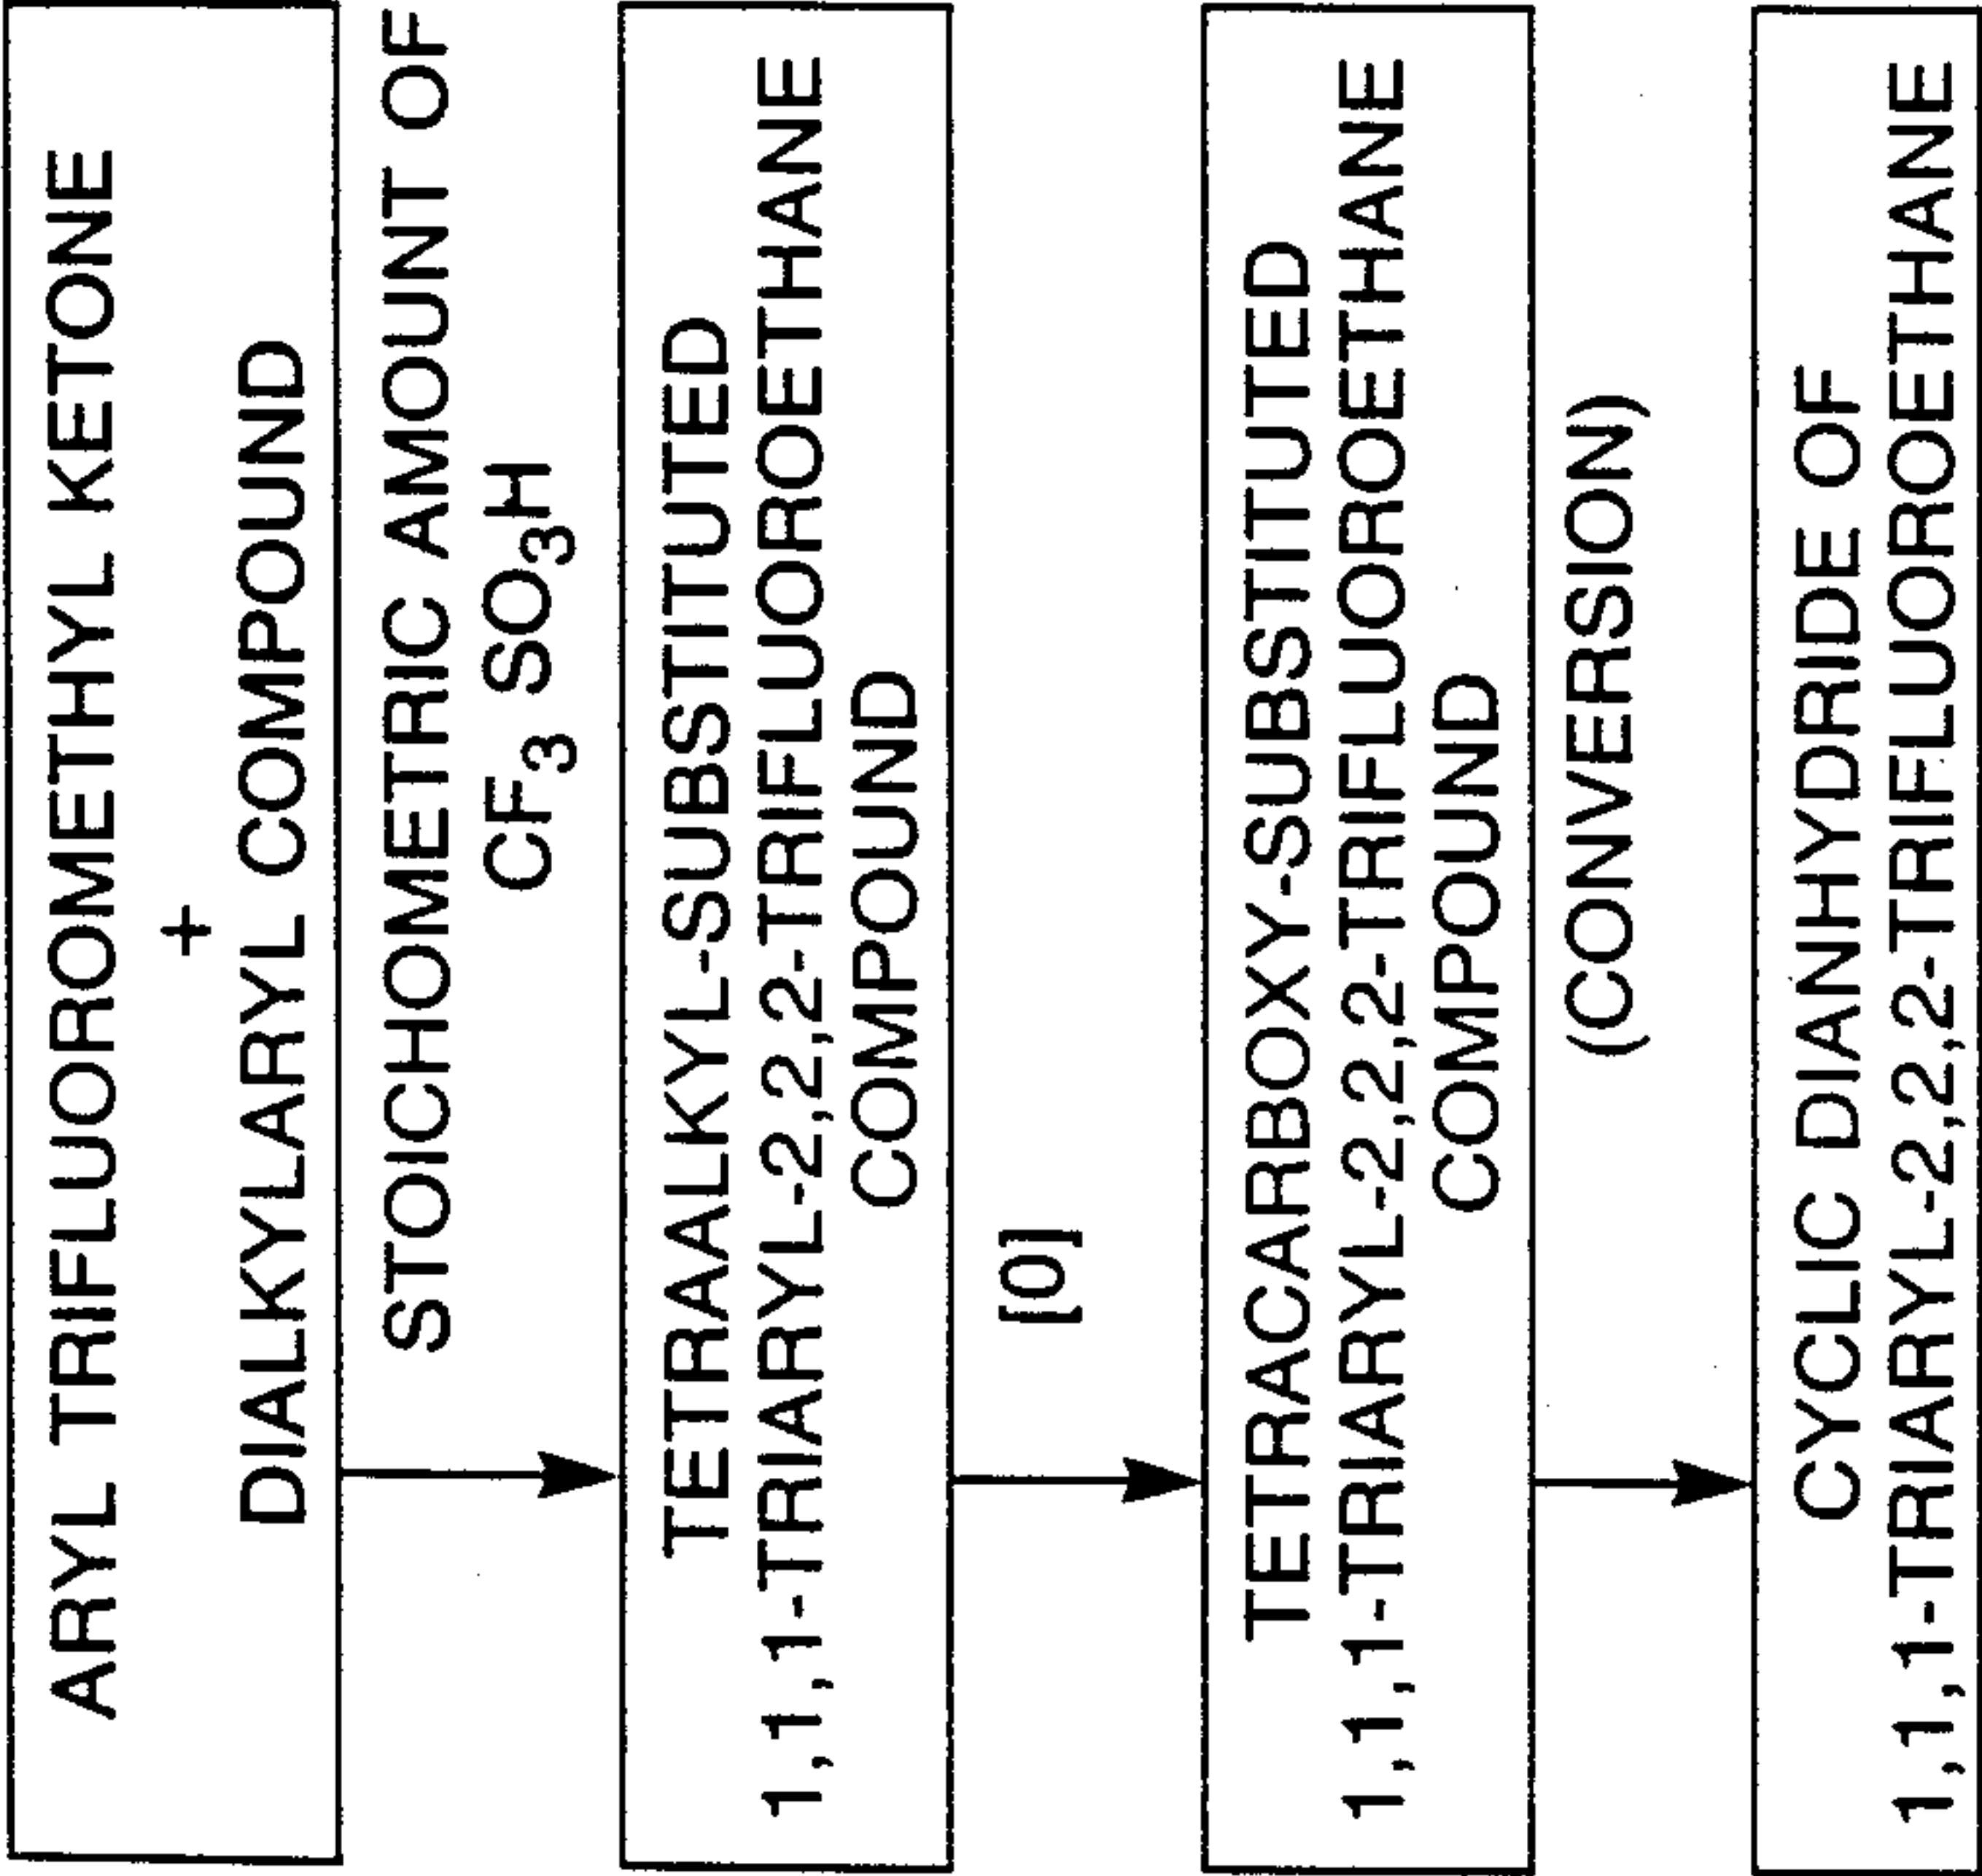 ARYL TRIFLUOROMETHYL KETONE
+
DIALKYLARYL COMPOUND
STOICHOMETRIC AMOUNT OF
CF₃ SO₃H
TETRAALKYL-SUBSTITUTED
1,1,1-TRIARYL-2,2,2-TRIFLUOROETHANE
COMPOUND
[0]
TETRACARBOXY-SUBSTITUTED
1,1,1-TRIARYL-2,2,2-TRIFLUOROETHANE
COMPOUND
(CONVERSION)
CYCLIC DIANHYDRIDE OF
1,1,1-TRIARYL-2,2,2-TRIFLUOROETHANE